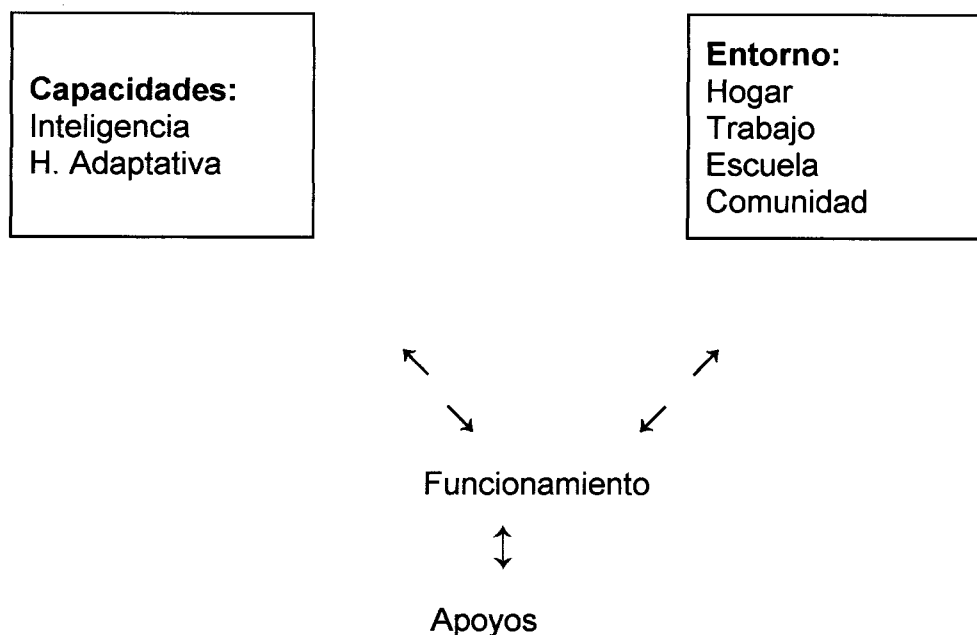 Capacidades:
Inteligencia
H. Adaptativa
Entorno:
Hogar
Trabajo
Escuela
Comunidad
Funcionamiento
Apoyos